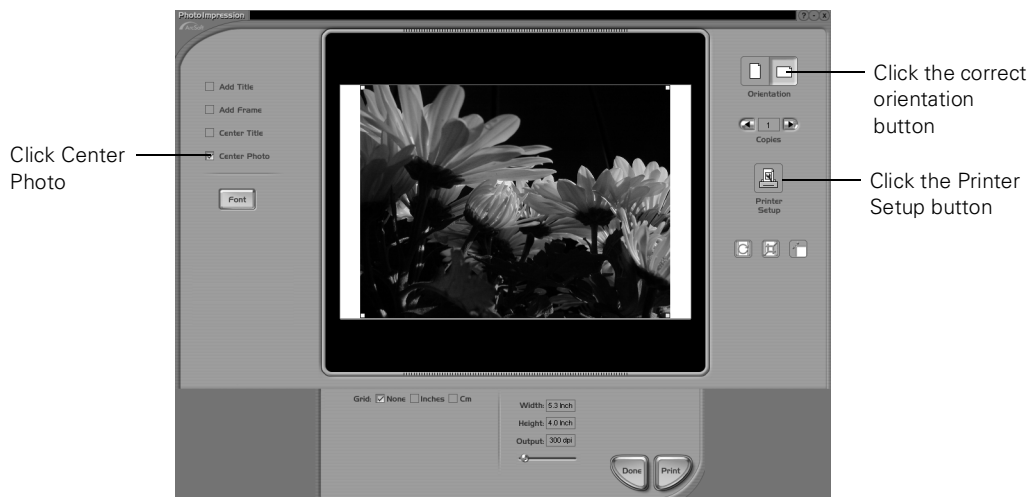 PhotoImpression
ArcSoft
? - x
Add Title
Add Frame
Center Title
Center Photo
Font
Click Center
Photo
Orientation
1
Copies
Printer
Setup
Click the correct
orientation
button
Click the Printer
Setup button
Grid: None Inches Cm
Width: 5.3 Inch
Height: 4.0 Inch
Output: 300 dpi
Done
Print